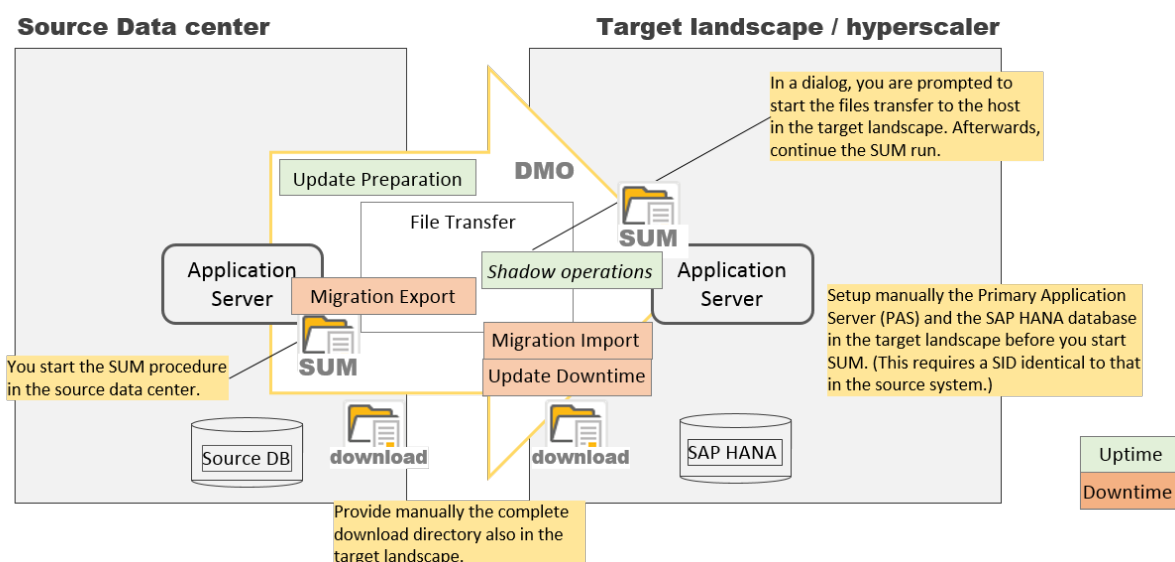 Source Data center
Target landscape / hyperscaler
In a dialog, you are prompted to
start the files transfer to the host
in the target landscape. Afterwards,
continue the SUM run.
DMO
Update Preparation
File Transfer
SUM
Shadow operations
Application
Server
Application
Server
Migration Export
Setup manually the Primary Application
Server (PAS) and the SAP HANA database
in the target landscape before you start
SUM. (This requires a SID identical to that
in the source system.)
Migration Import
You start the SUM procedure
in the source data center.
SUM
Update Downtime
Source DB
download
download
SAP HANA
Uptime
Downtime
Provide manually the complete
download directory also in the
target landscape.